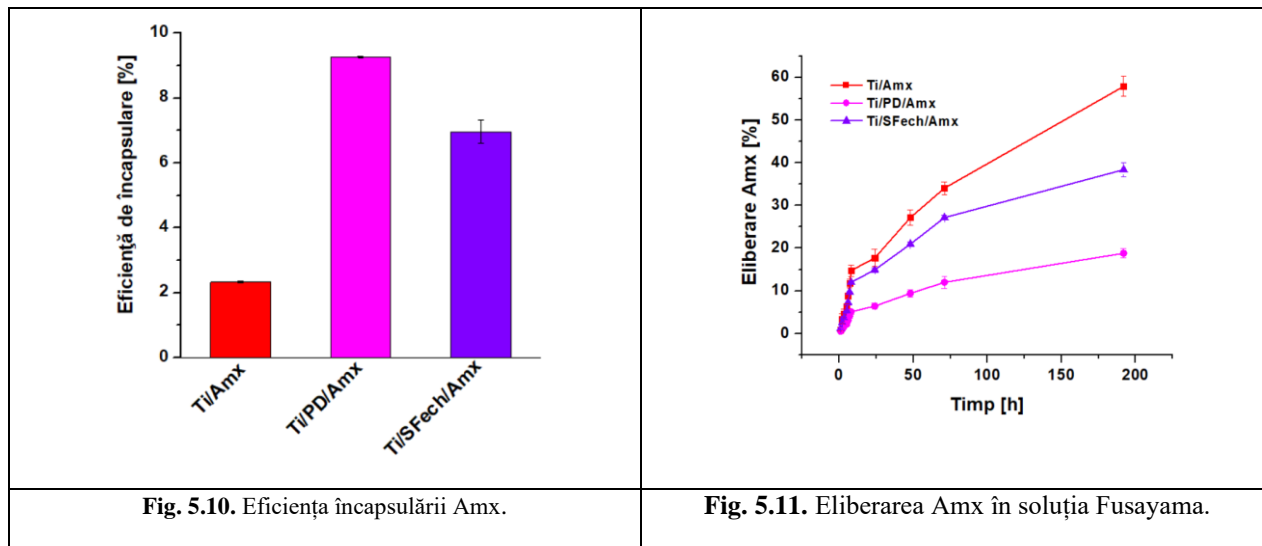 Eficiență de încapsulare [%]
10
8
6
4
2
0
Ti/Amx
Ti/PD/Amx
Ti/SFech/Amx
Eliberare Amx [%]
60
50
40
30
20
10
0
Ti/Amx
Ti/PD/Amx
Ti/SFech/Amx
0
50
100
150
200
Timp [h]
Fig. 5.10. Eficiența încapsulării Amx.
Fig. 5.11. Eliberarea Amx în soluția Fusayama.